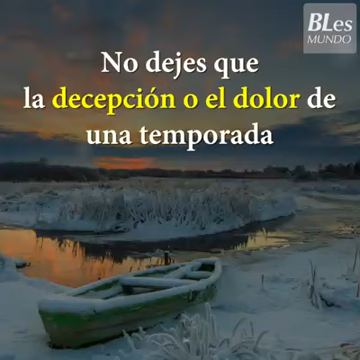 BLes
MUNDO
No dejes que
la decepción o el dolor de
una temporada